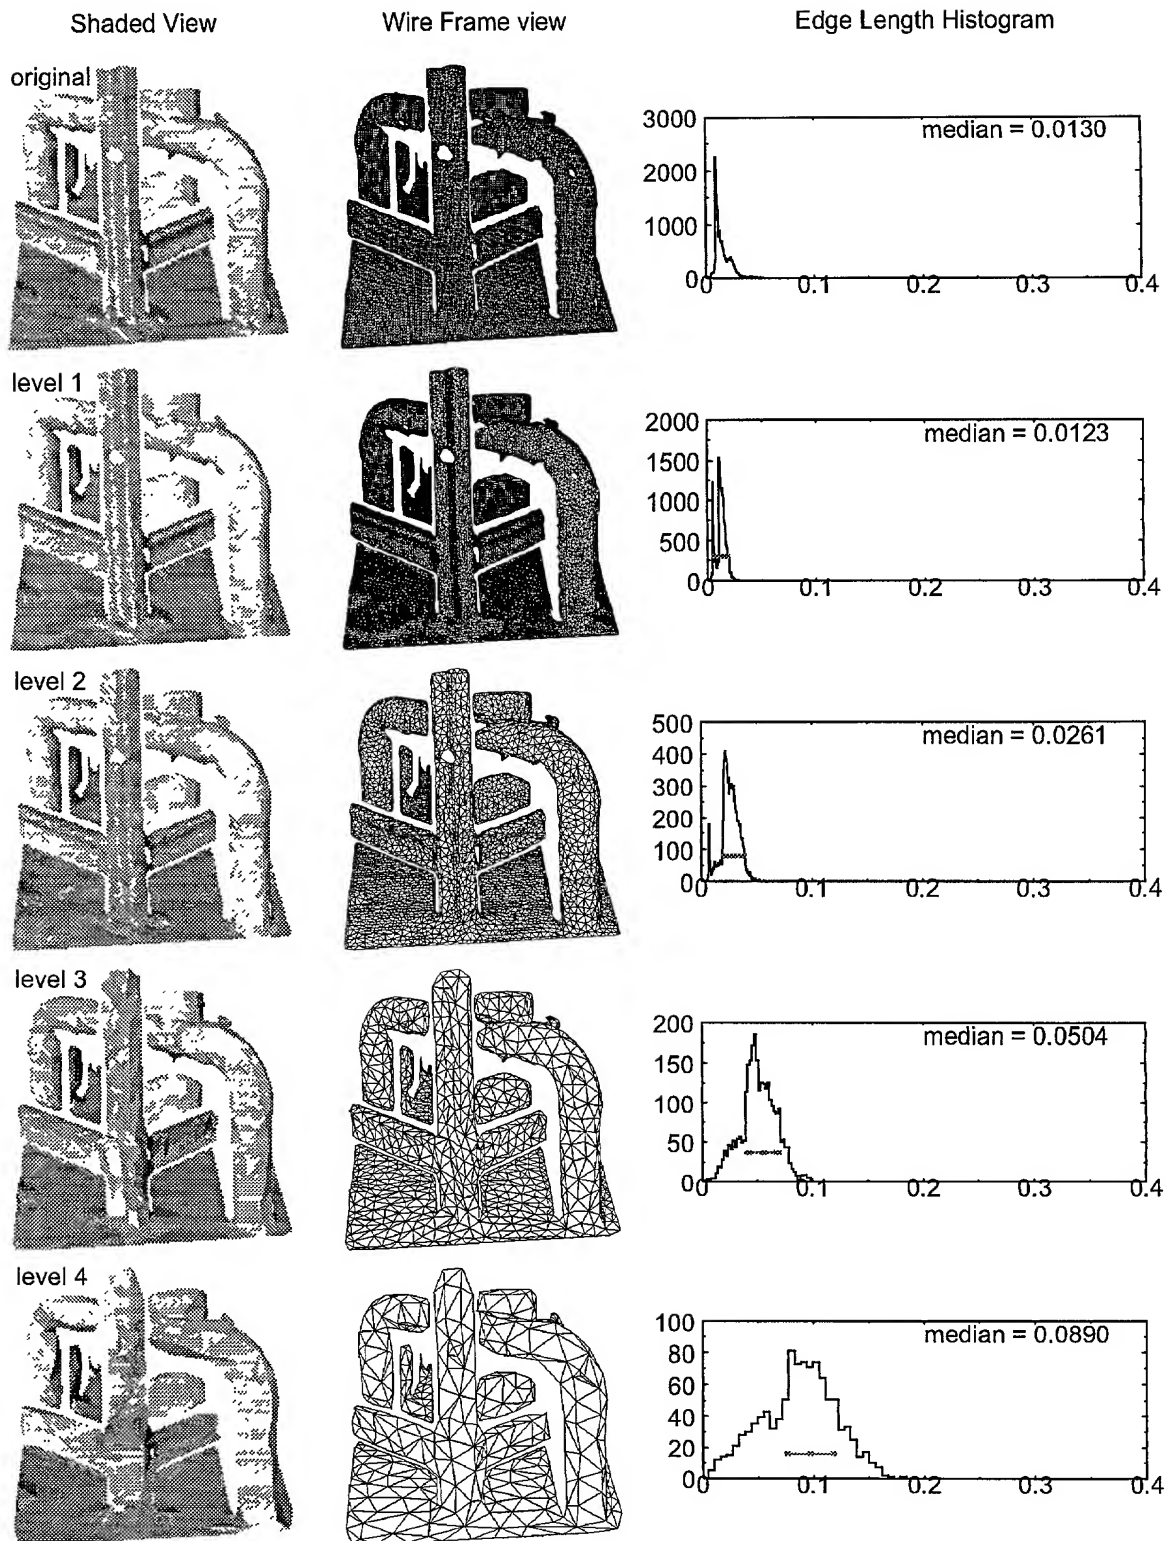 Shaded View
Wire Frame view
Edge Length Histogram
original
median = 0.0130
3000
2000
1000
0
0 0.1 0.2 0.3 0.4
level 1
median = 0.0123
2000
1500
1000
500
0
0 0.1 0.2 0.3 0.4
level 2
median = 0.0261
500
400
300
200
100
0
0 0.1 0.2 0.3 0.4
level 3
median = 0.0504
200
150
100
50
0
0 0.1 0.2 0.3 0.4
level 4
median = 0.0890
100
80
60
40
20
0
0 0.1 0.2 0.3 0.4